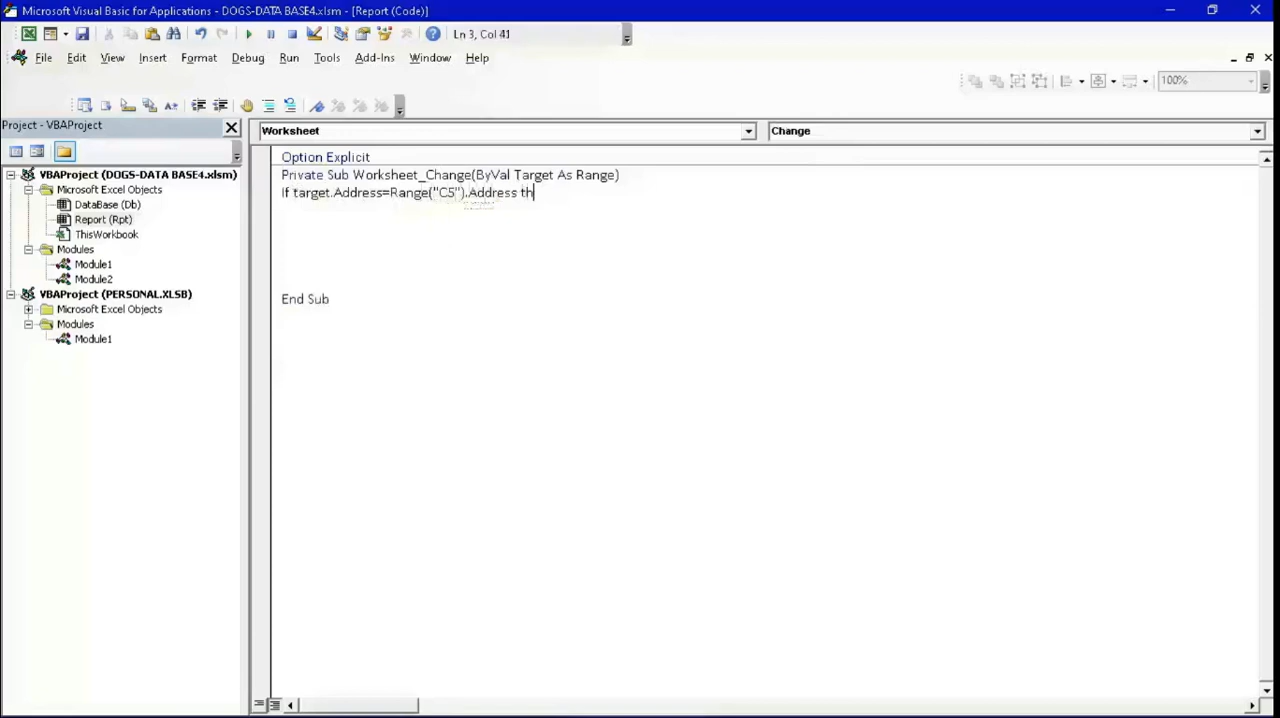 Microsoft Visual Basic for Applications - DOGS-DATA BASE4.xlsm - [Report (Code)]
Ln 3, Col 41
File Edit View Insert Format Debug Run Tools Add-Ins Window Help
100%
Project - VBAProject
Worksheet
Change
VBAProject (DOGS-DATA BASE4.xlsm)
Microsoft Excel Objects
DataBase (Db)
Report (Rpt)
ThisWorkbook
Modules
Module1
Module2
VBAProject (PERSONAL.XLSB)
Microsoft Excel Objects
Modules
Module1
Option Explicit
Private Sub Worksheet_Change(ByVal Target As Range)
If target.Address=Range("C5").Address th
End Sub